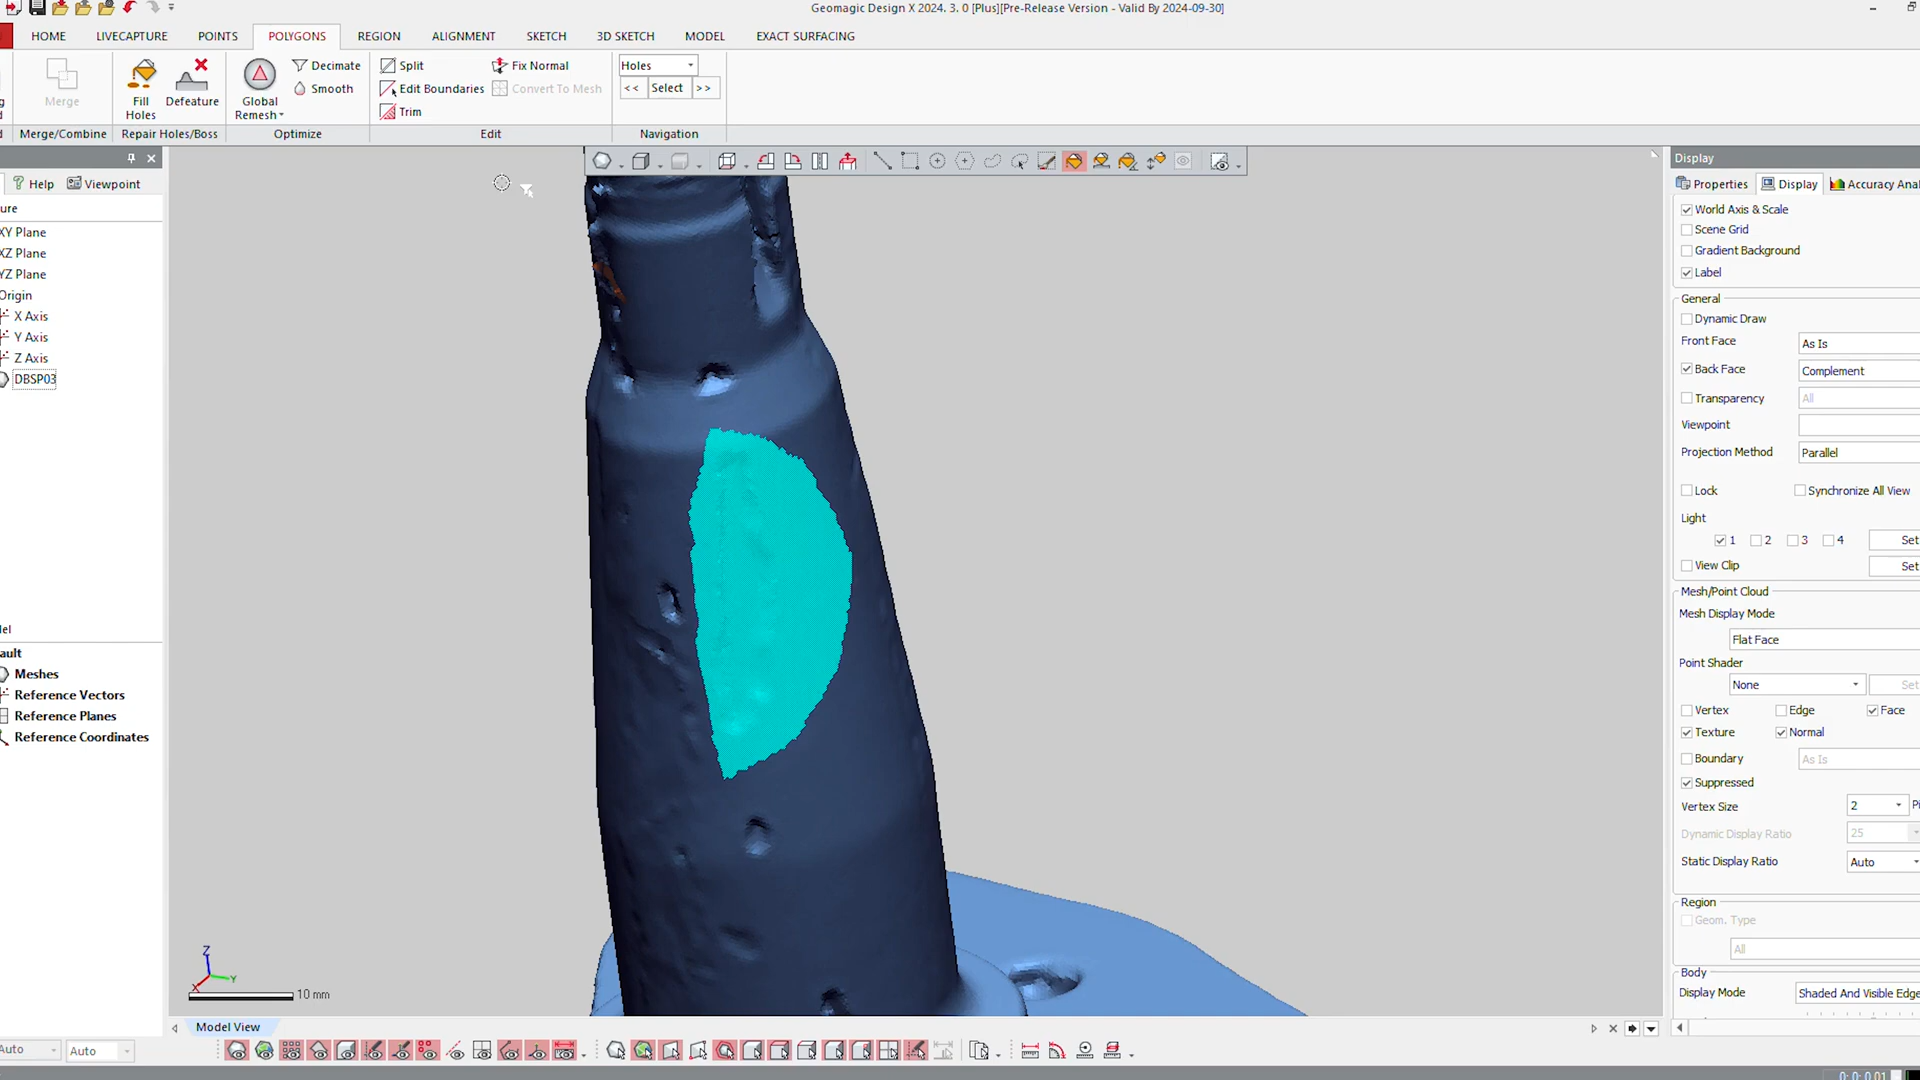 Geomagic Design X 2024. 3. 0 [Plus][Pre-Release Version - Valid By 2024-09-30]
HOME LIVECAPTURE POINTS POLYGONS REGION ALIGNMENT SKETCH 3D SKETCH MODEL EXACT SURFACING
Merge
Fill Holes
Defeature
Global Remesh
Decimate
Smooth
Split
Edit Boundaries
Trim
Fix Normal
Convert To Mesh
Holes
<< Select >>
Merge/Combine Repair Holes/Boss Optimize Edit Navigation
Help Viewpoint
ure
XY Plane
XZ Plane
YZ Plane
Origin
X Axis
Y Axis
Z Axis
DBSP03
del
ault
Meshes
Reference Vectors
Reference Planes
Reference Coordinates
Z
Y
X
10 mm
Model View
Auto Auto
Display
Properties Display Accuracy Anal
World Axis & Scale
Scene Grid
Gradient Background
Label
General
Dynamic Draw
Front Face As Is
Back Face Complement
Transparency All
Viewpoint
Projection Method Parallel
Lock Synchronize All View
Light
1 2 3 4 Set
View Clip Set
Mesh/Point Cloud
Mesh Display Mode
Flat Face
Point Shader
None Set
Vertex Edge Face
Texture Normal
Boundary As Is
Suppressed
Vertex Size 2 Pi
Dynamic Display Ratio 25
Static Display Ratio Auto
Region
Geom. Type
All
Body
Display Mode Shaded And Visible Edge
0: 0: 0.01